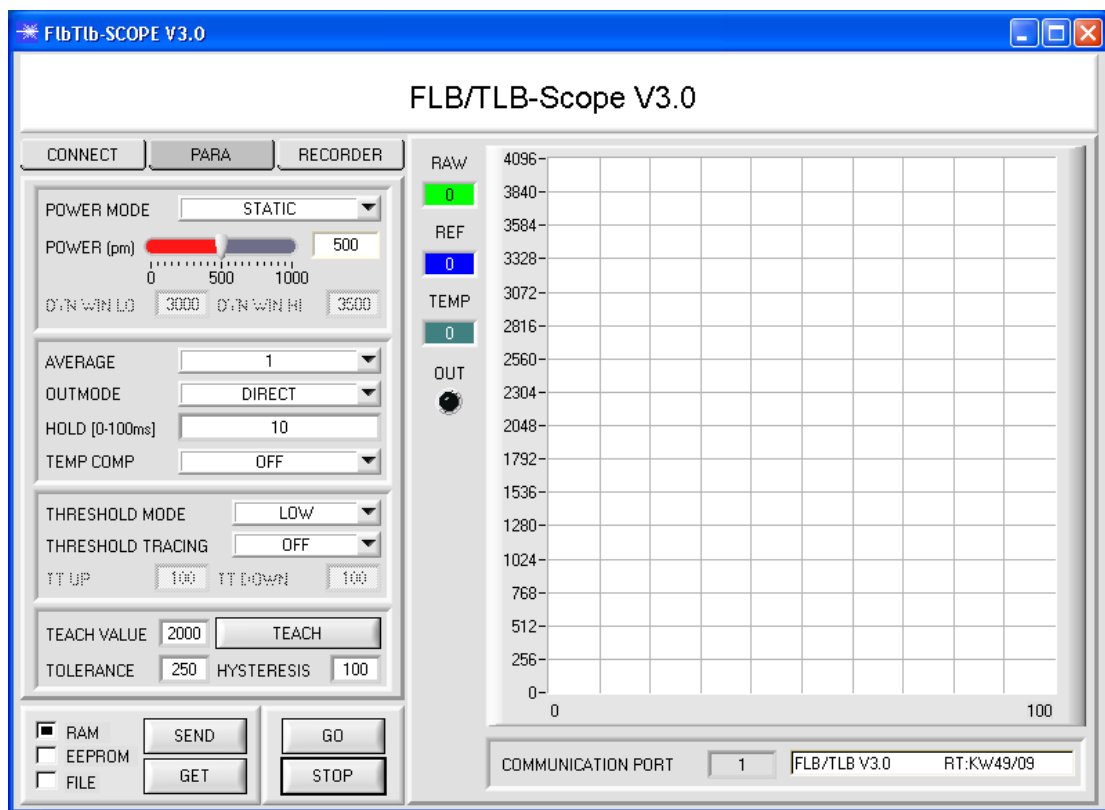 FlbTlb-SCOPE V3.0
FLB/TLB-Scope V3.0
CONNECT PARA RECORDER
POWER MODE STATIC
POWER (pm) 500
0 500 1000
DYN WIN LO 3000 DYN WIN HI 3500
AVERAGE 1
OUTMODE DIRECT
HOLD [0-100ms] 10
TEMP COMP OFF
THRESHOLD MODE LOW
THRESHOLD TRACING OFF
TT UP 100 TT DOWN 100
TEACH VALUE 2000 TEACH
TOLERANCE 250 HYSTERESIS 100
RAM
EEPROM
FILE
SEND
GET
GO
STOP
RAW
0
REF
0
TEMP
0
OUT
4096
3840
3584
3328
3072
2816
2560
2304
2048
1792
1536
1280
1024
768
512
256
0
0 100
COMMUNICATION PORT 1 FLB/TLB V3.0 RT:KW49/09